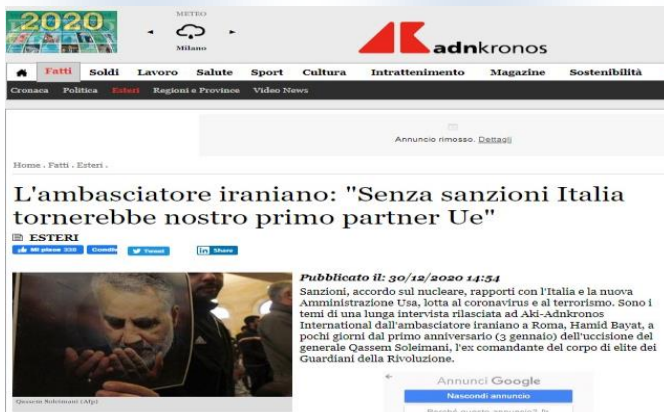 2020
METEO
Milano
adnkronos
Fatti Soldi Lavoro Salute Sport Cultura Intrattenimento Magazine Sostenibilità
Cronaca Politica Esteri Regioni e Province Video News
Annuncio rimosso. Dettagli
Home . Fatti . Esteri .
L'ambasciatore iraniano: "Senza sanzioni Italia
tornerebbe nostro primo partner Ue"
ESTERI
Mi piace 338 Condivi Tweet in Share
Pubblicato il: 30/12/2020 14:54
Sanzioni, accordo sul nucleare, rapporti con l'Italia e la nuova
Amministrazione Usa, lotta al coronavirus e al terrorismo. Sono i
temi di una lunga intervista rilasciata ad Aki-Adnkronos
International dall'ambasciatore iraniano a Roma, Hamid Bayat, a
pochi giorni dal primo anniversario (3 gennaio) dell'uccisione del
generale Qassem Soleimani, l'ex comandante del corpo di elite dei
Guardiani della Rivoluzione.
Qassem Soleimani (Afp)
Annunci Google
Nascondi annuncio